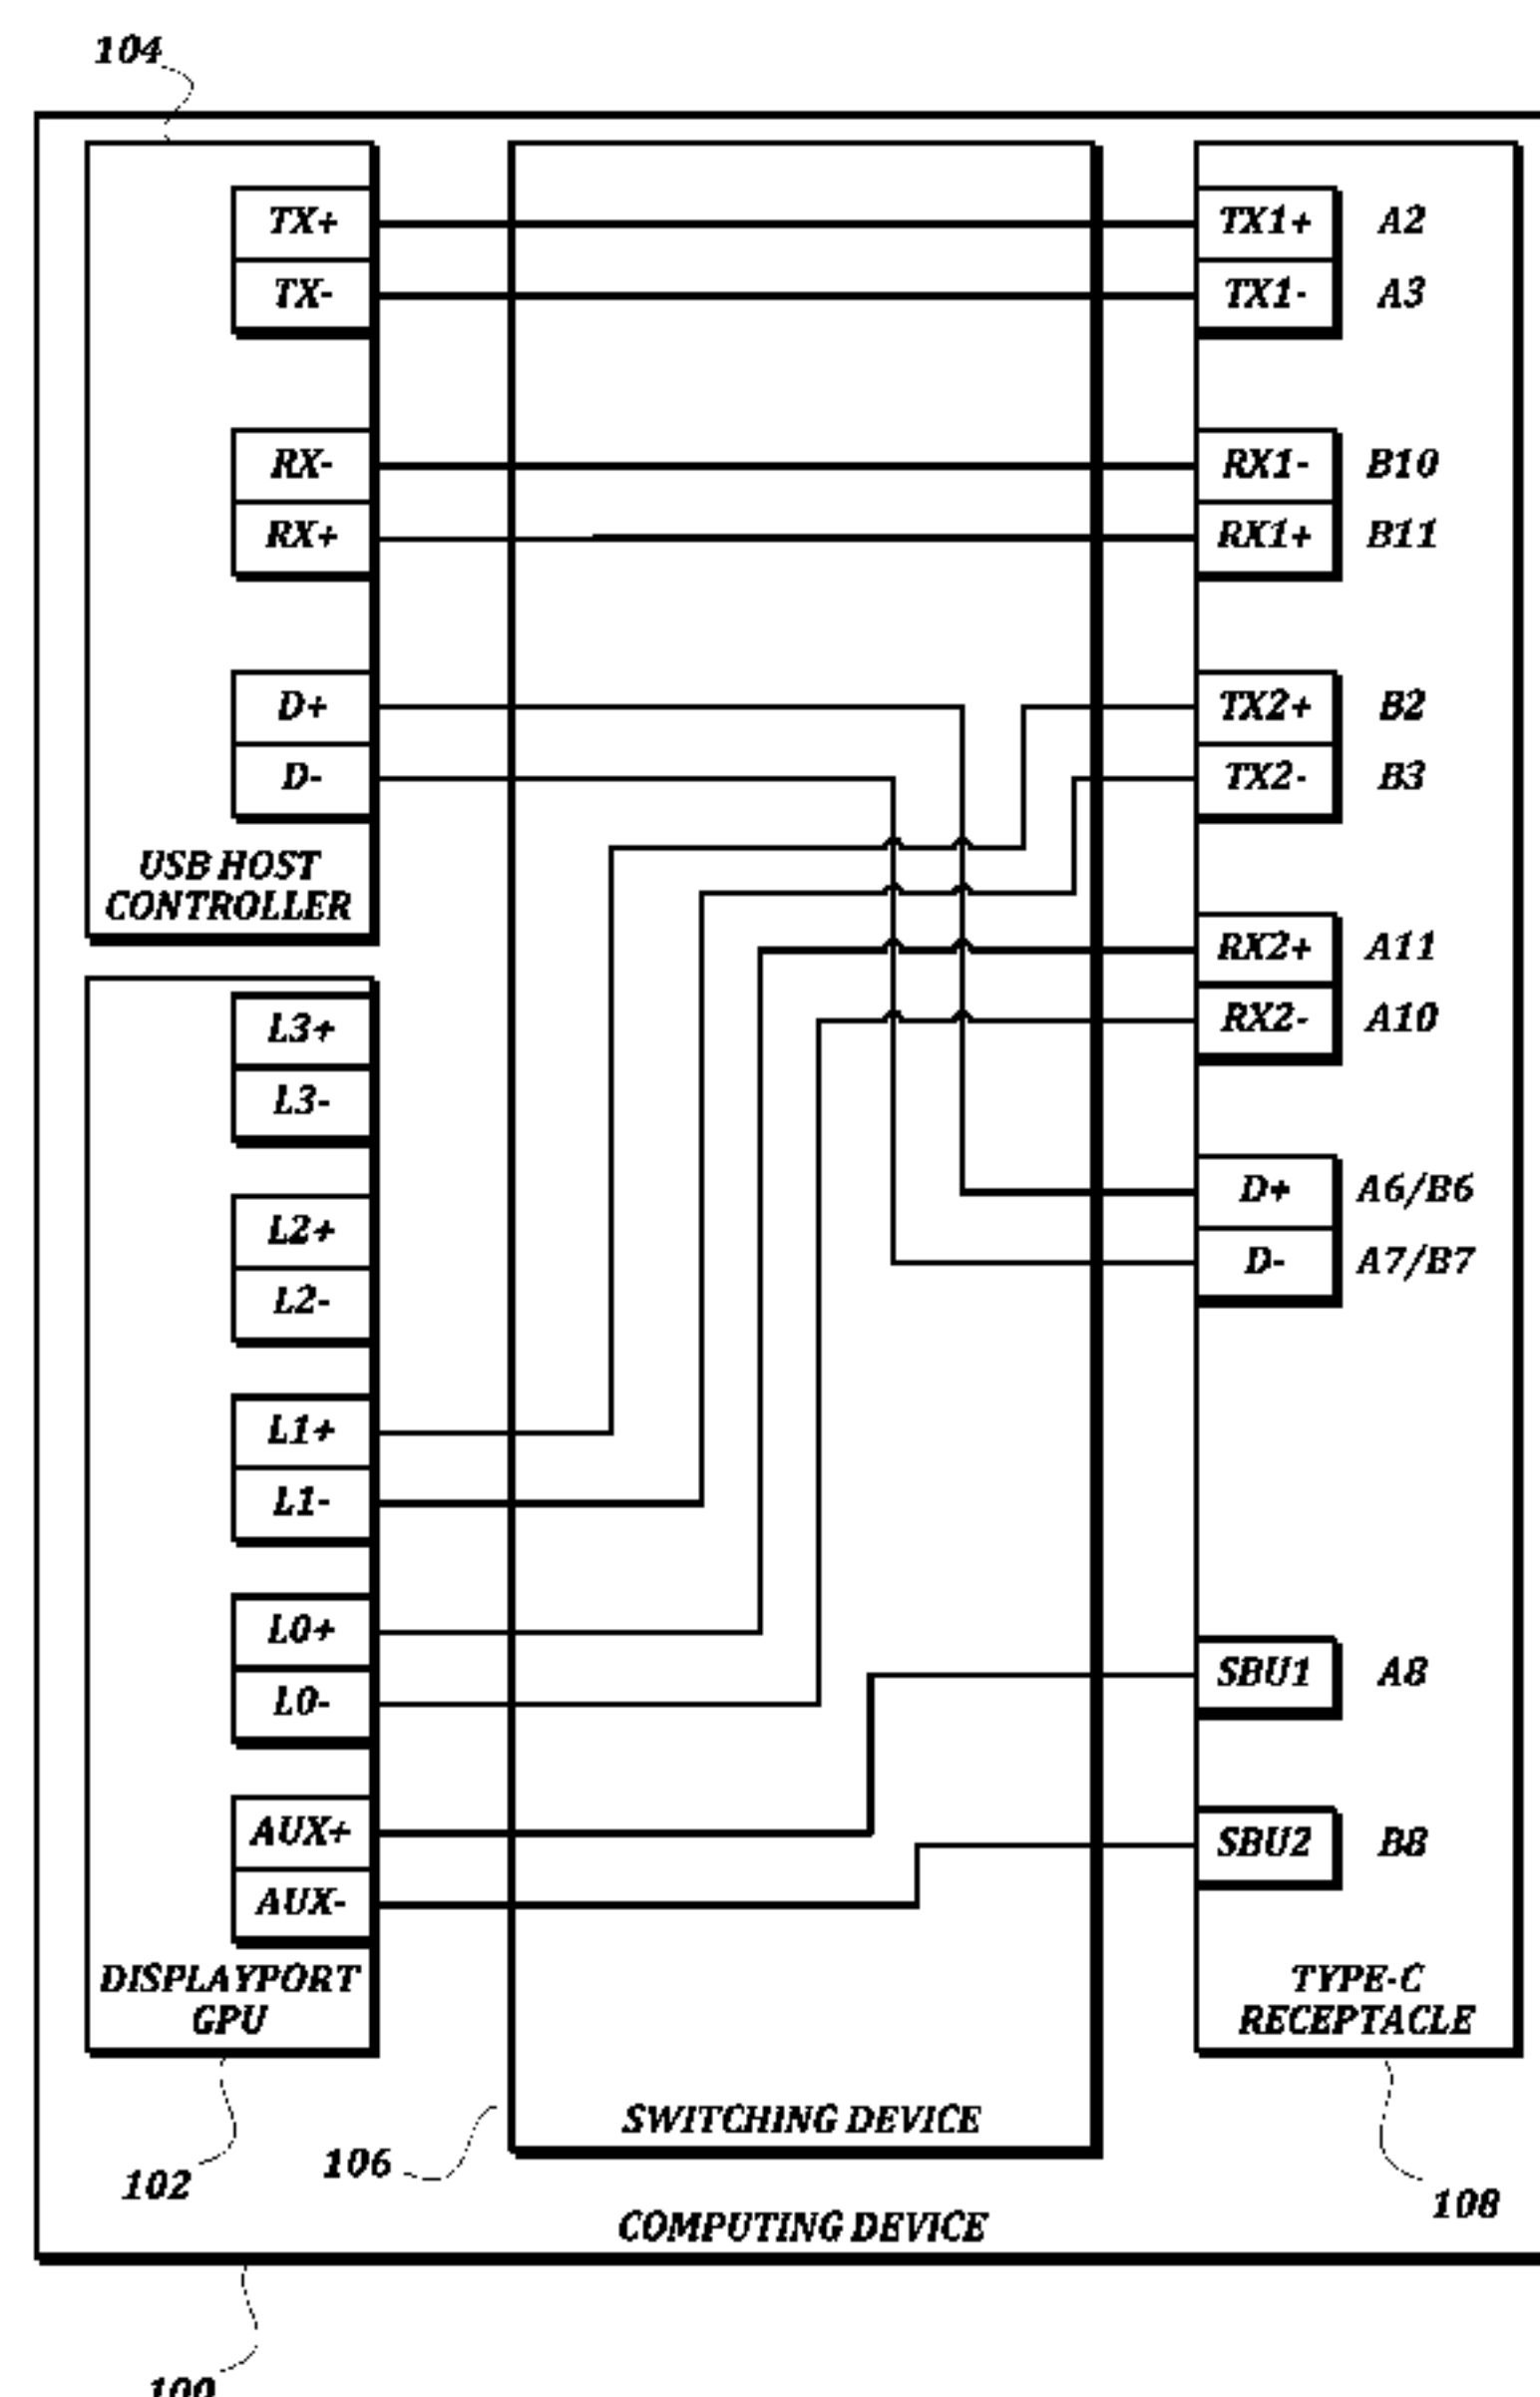 104
TX+
TX-
RX-
RX+
D+
D-
USB HOST
CONTROLLER
L3+
L3-
L2+
L2-
L1+
L1-
L0+
L0-
AUX+
AUX-
DISPLAYPORT
GPU
102
106
SWITCHING DEVICE
COMPUTING DEVICE
TX1+ A2
TX1- A3
RX1- B10
RX1+ B11
TX2+ B2
TX2- B3
RX2+ A11
RX2- A10
D+ A6/B6
D- A7/B7
SBU1 A8
SBU2 B8
TYPE-C
RECEPTACLE
108
100